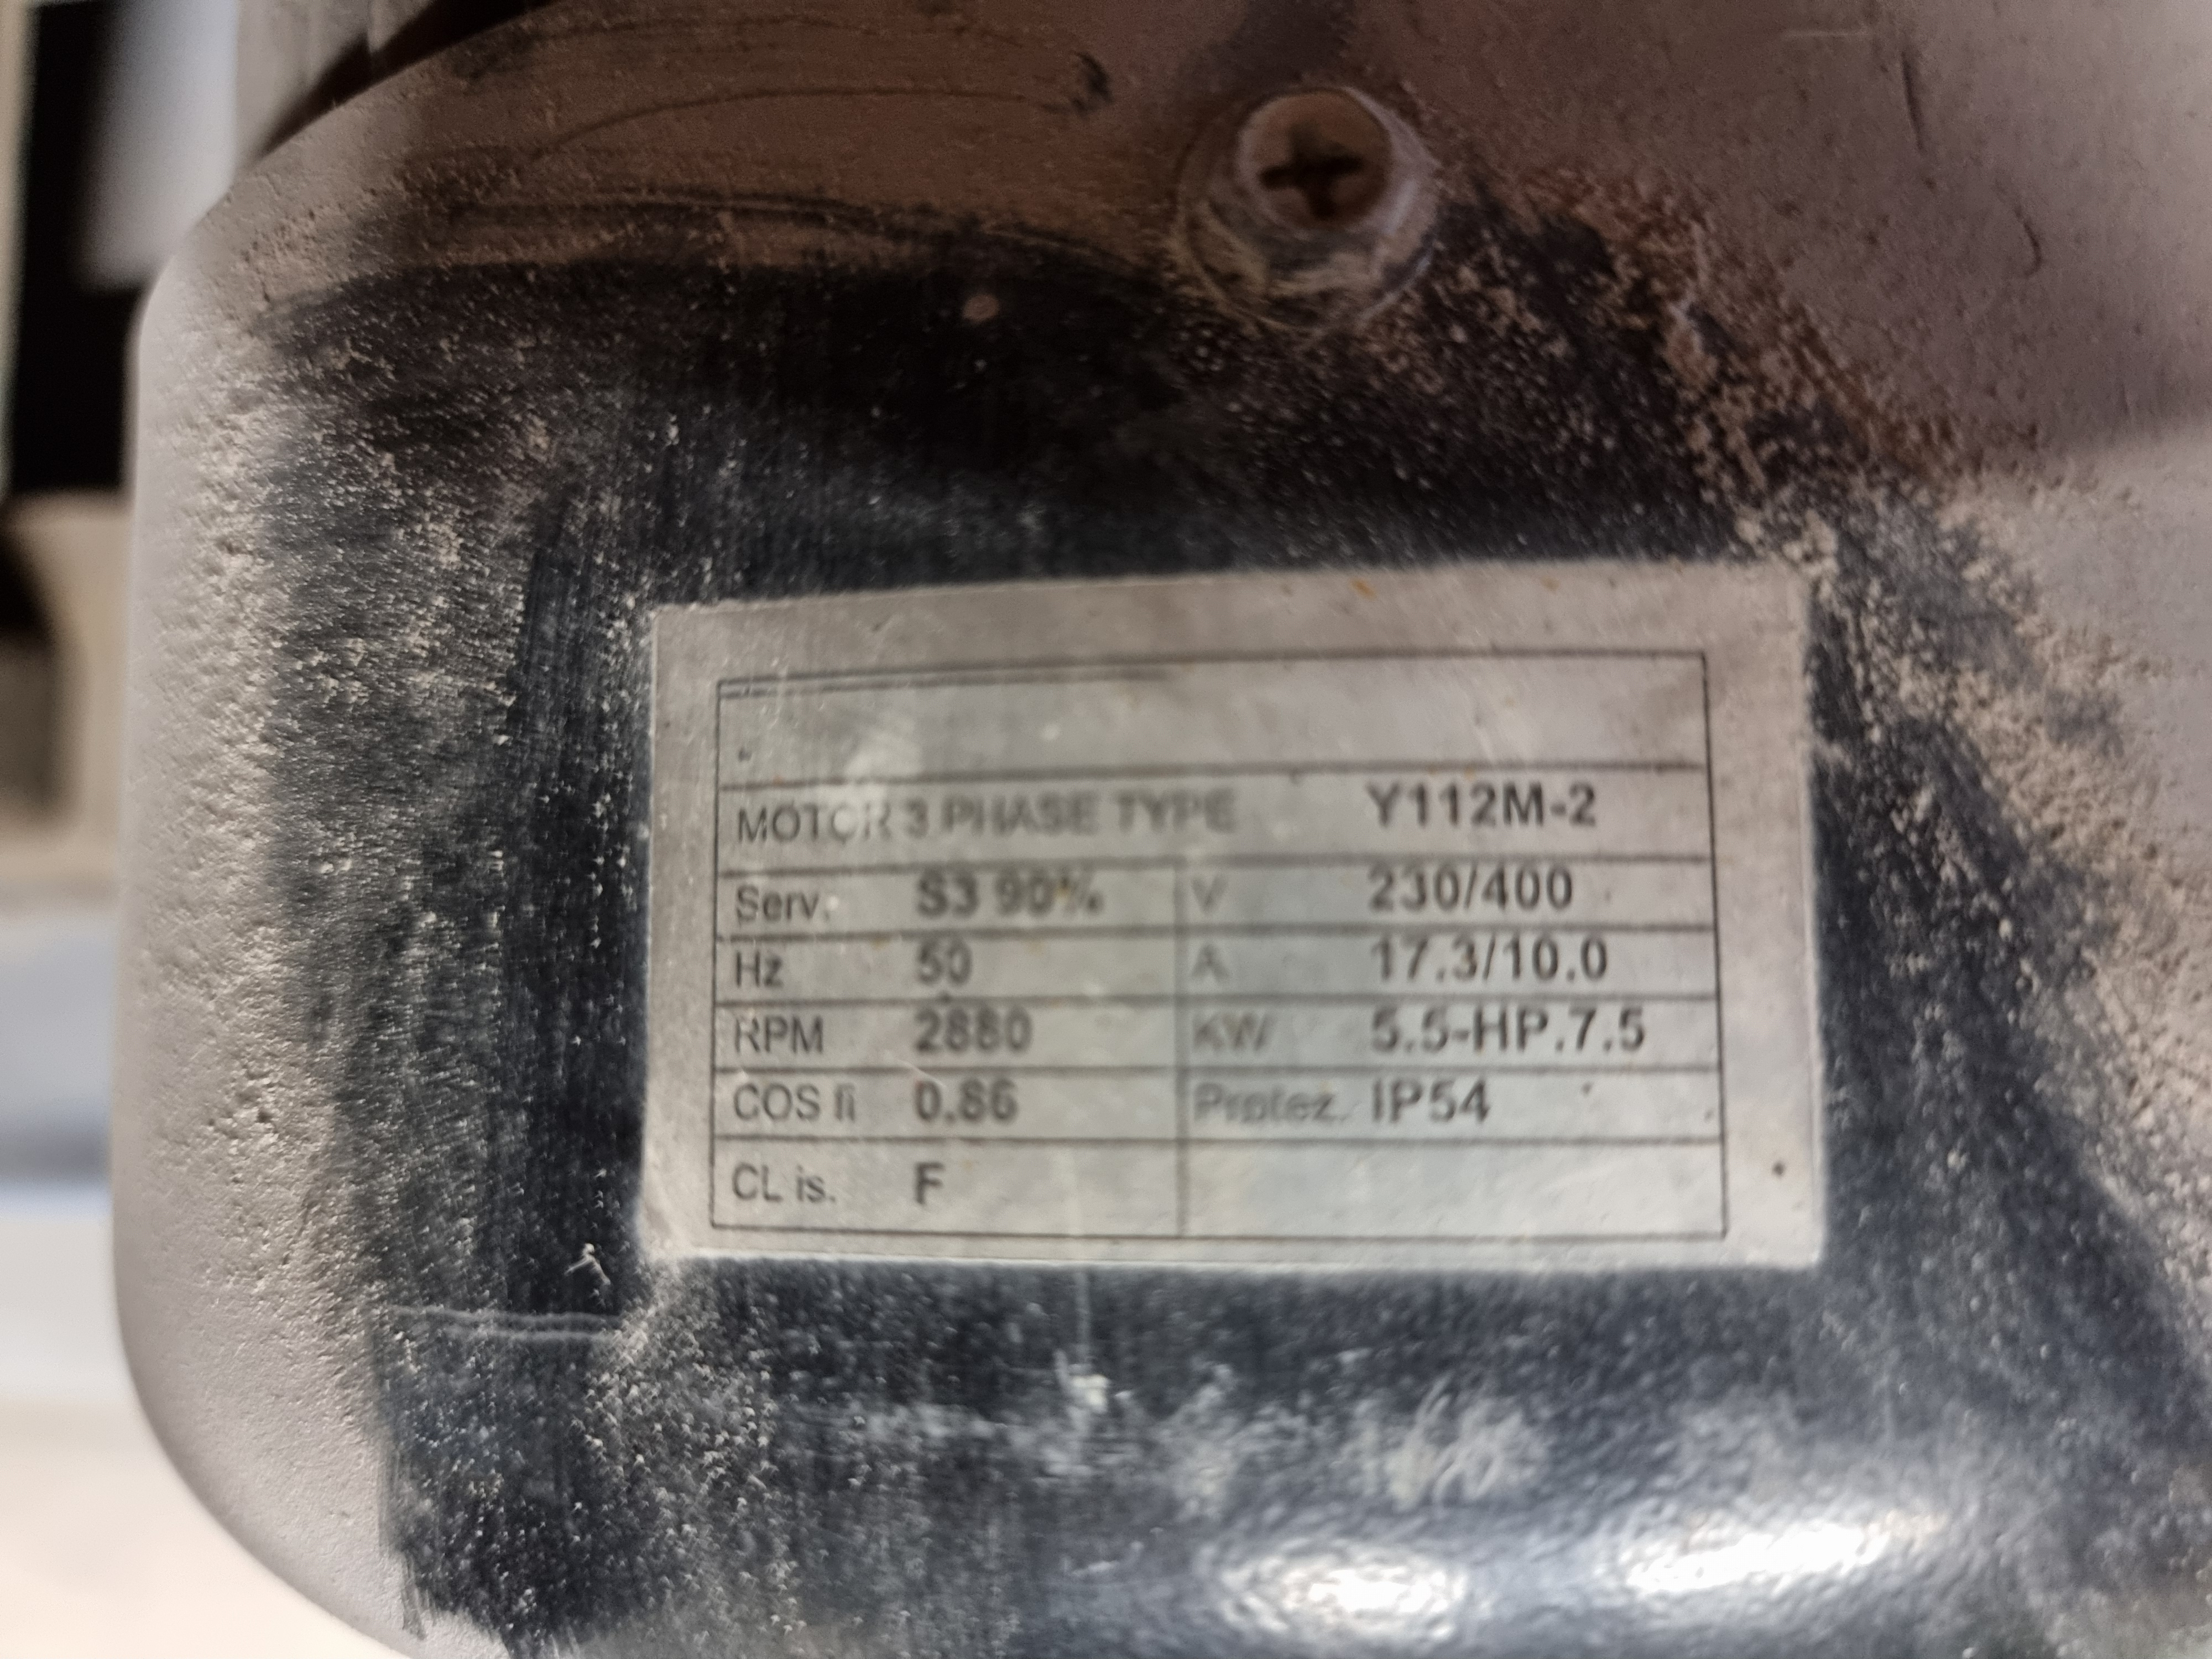 MOTOR 3 PHASE TYPE Y112M-2
Serv. S3 90% V 230/400
Hz 50 A 17.3/10.0
RPM 2880 KW 5.5-HP.7.5
COS fi 0.86 Protez. IP54
CL is. F